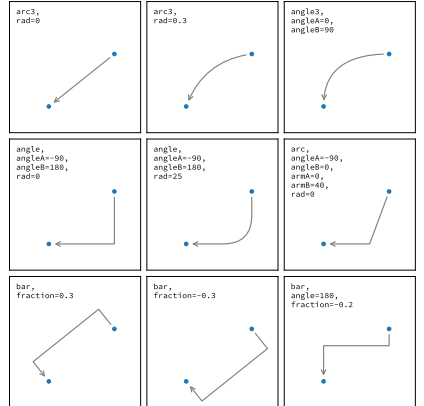 arc3,
rad=0
arc3,
rad=0.3
angle3,
angleA=0,
angleB=90
angle,
angleA=-90,
angleB=180,
rad=0
angle,
angleA=-90,
angleB=180,
rad=25
arc,
angleA=-90,
angleB=0,
armA=0,
armB=40,
rad=0
bar,
fraction=0.3
bar,
fraction=-0.3
bar,
angle=180,
fraction=-0.2